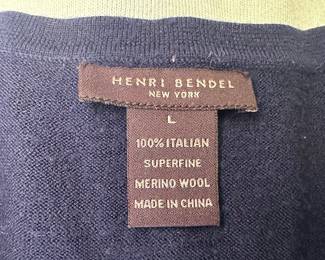 HENRI BENDEL
NEW YORK
L
100% ITALIAN
SUPERFINE
MERINO WOOL
MADE IN CHINA